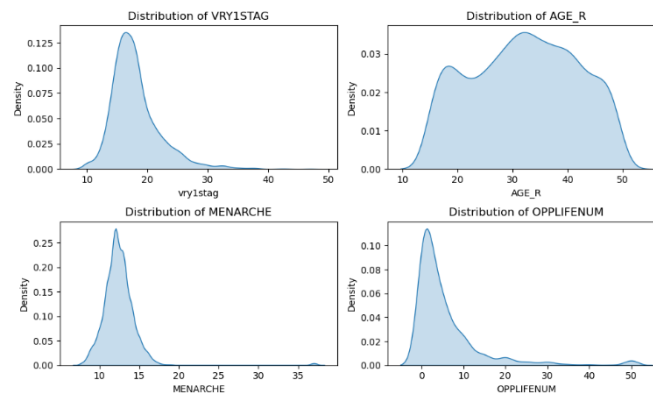 Distribution of VRY1STAG
Density
0.125
0.100
0.075
0.050
0.025
0.000
10 20 30 40 50
vry1stag
Distribution of AGE_R
Density
0.03
0.02
0.01
0.00
10 20 30 40 50
AGE_R
Distribution of MENARCHE
Density
0.25
0.20
0.15
0.10
0.05
0.00
10 15 20 25 30 35
MENARCHE
Distribution of OPPLIFENUM
Density
0.10
0.08
0.06
0.04
0.02
0.00
0 10 20 30 40 50
OPPLIFENUM